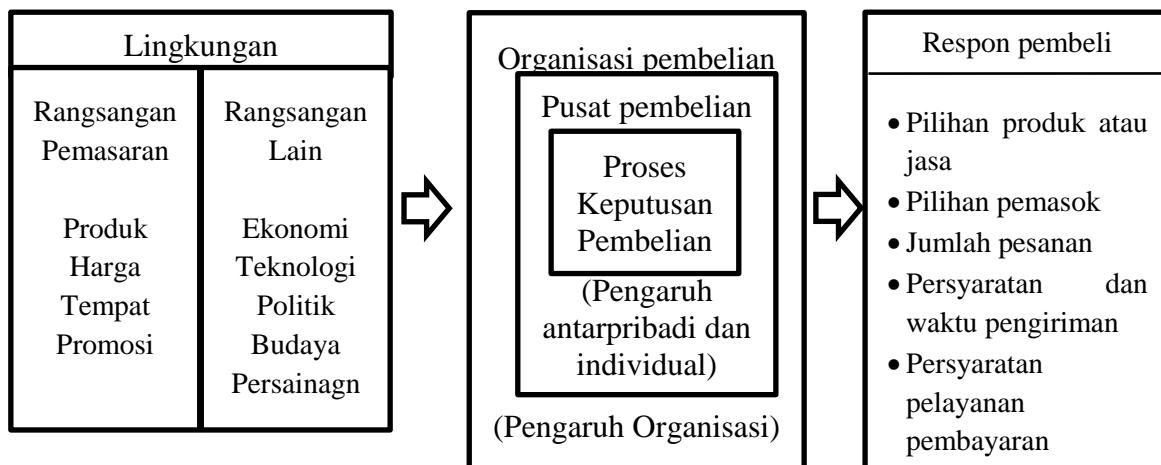 Lingkungan
Rangsangan
Pemasaran
Produk
Harga
Tempat
Promosi
Rangsangan
Lain
Ekonomi
Teknologi
Politik
Budaya
Persainagn
Organisasi pembelian
Pusat pembelian
Proses
Keputusan
Pembelian
(Pengaruh
antarpribadi dan
individual)
(Pengaruh Organisasi)
Respon pembeli
• Pilihan produk atau
jasa
• Pilihan pemasok
• Jumlah pesanan
• Persyaratan dan
waktu pengiriman
• Persyaratan
pelayanan
pembayaran